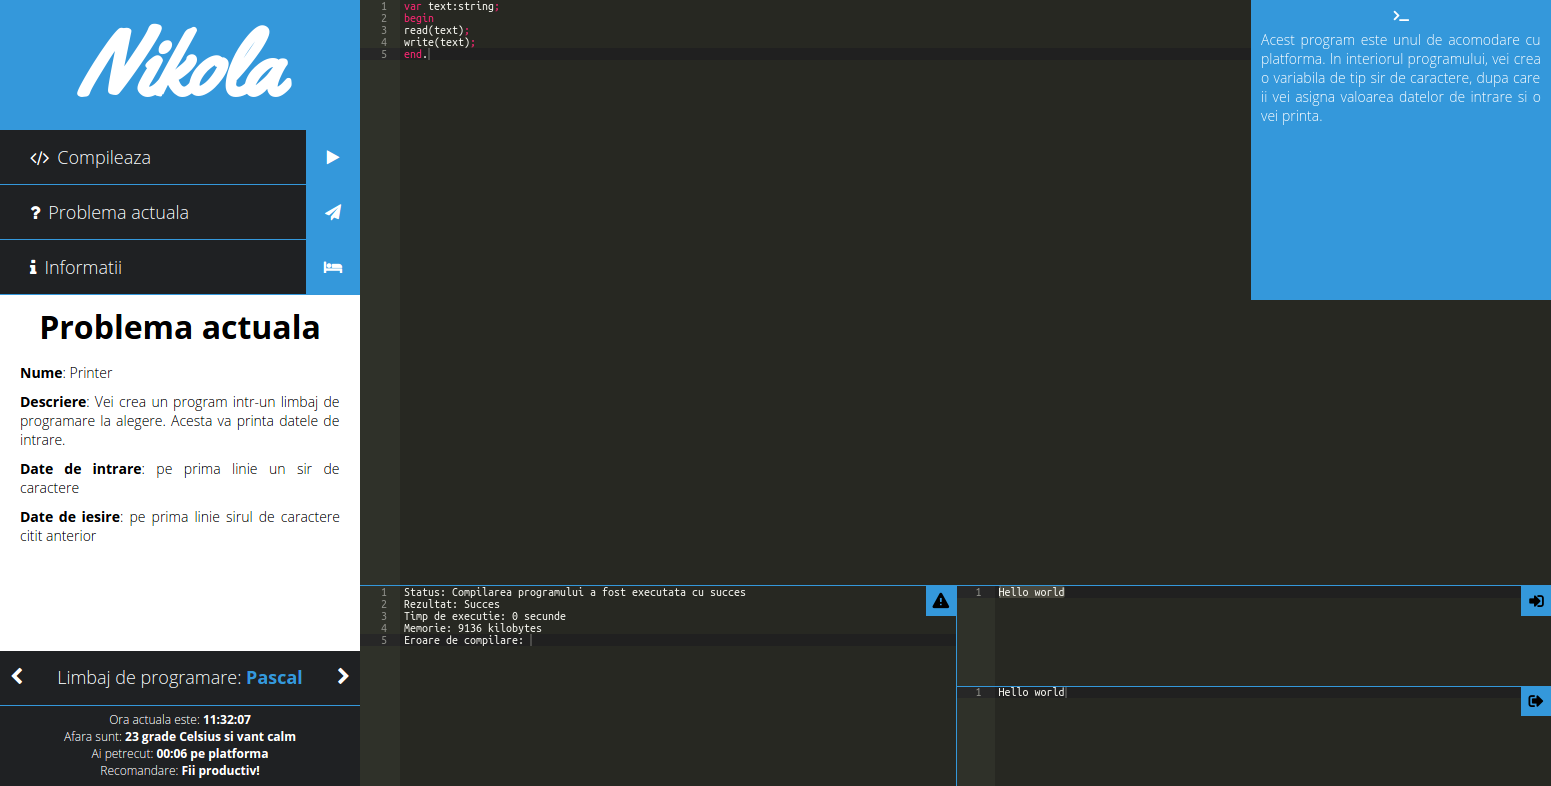 Nikola
Compileaza
Problema actuala
Informatii
Problema actuala
Nume: Printer
Descriere: Vei crea un program intr-un limbaj de
programare la alegere. Acesta va printa datele de
intrare.
Date de intrare: pe prima linie un sir de
caractere
Date de iesire: pe prima linie sirul de caractere
citit anterior
Limbaj de programare: Pascal
Ora actuala este: 11:32:07
Afara sunt: 23 grade Celsius si vant calm
Ai petrecut: 00:06 pe platforma
Recomandare: Fii productiv!
1 var text:string;
2 begin
3 read(text);
4 write(text);
5 end.
Acest program este unul de acomodare cu
platforma. In interiorul programului, vei crea
o variabila de tip sir de caractere, dupa care
ii vei asigna valoarea datelor de intrare si o
vei printa.
1 Status: Compilarea programului a fost executata cu succes
2 Rezultat: Succes
3 Timp de executie: 0 secunde
4 Memorie: 9136 kilobytes
5 Eroare de compilare:
1 Hello world
1 Hello world